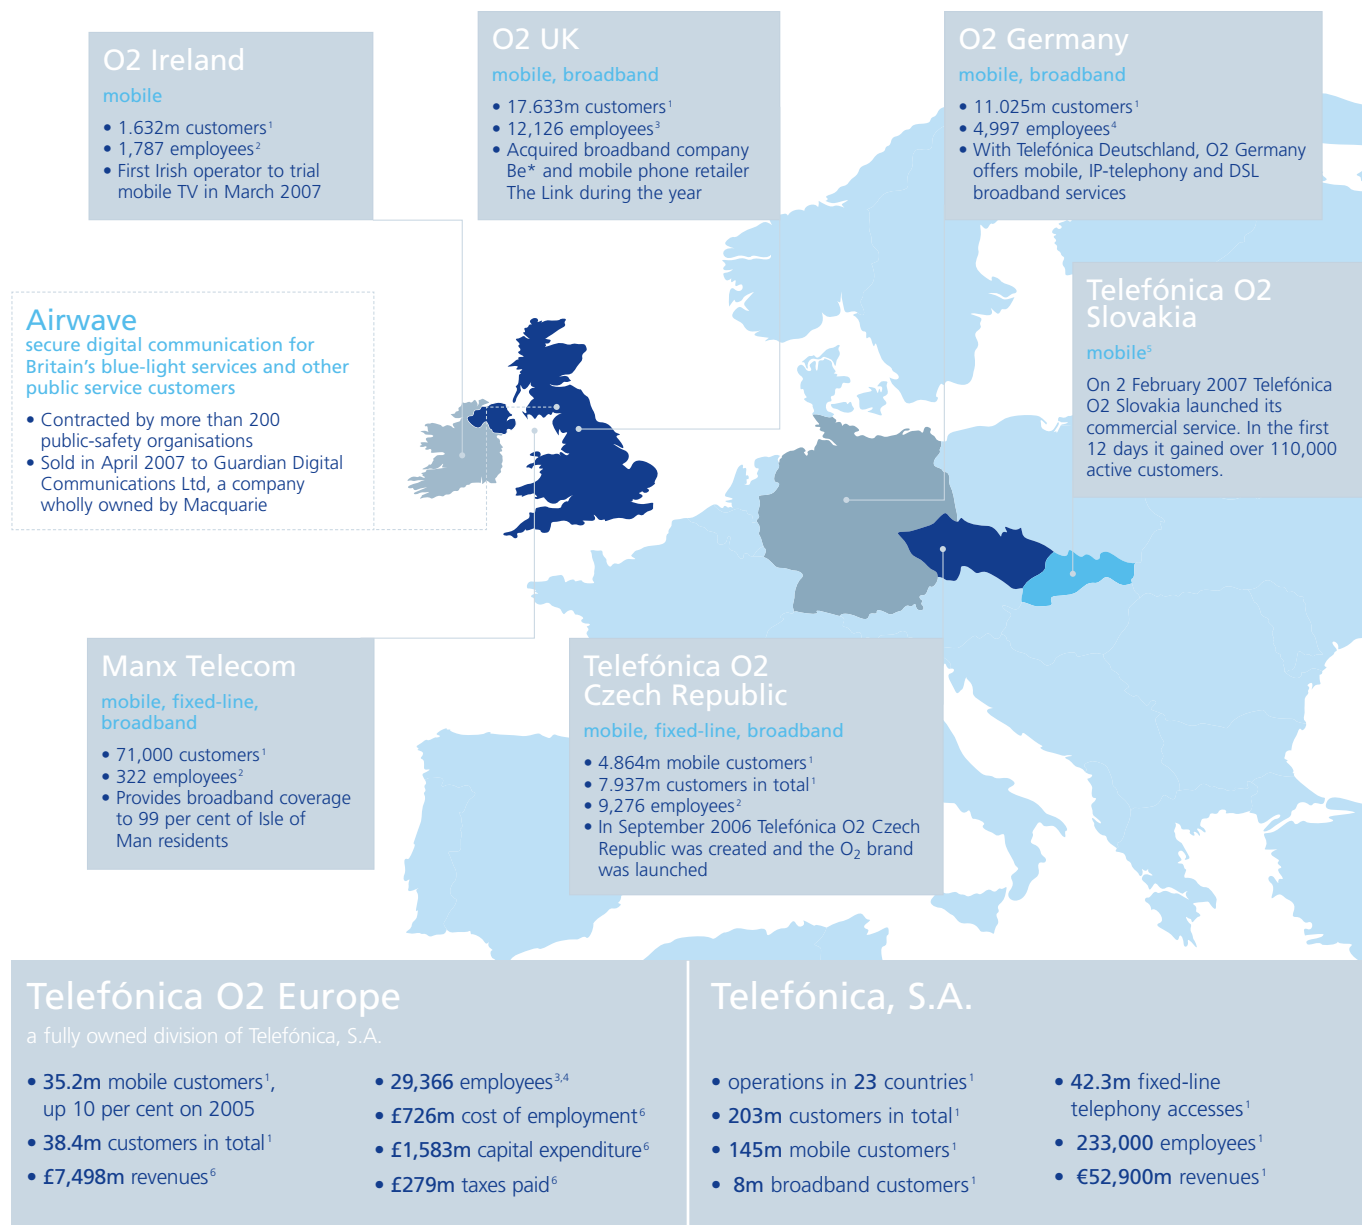 O2 Ireland
mobile
• 1.632m customers¹
• 1,787 employees²
• First Irish operator to trial
mobile TV in March 2007
O2 UK
mobile, broadband
• 17.633m customers¹
• 12,126 employees³
• Acquired broadband company
Be* and mobile phone retailer
The Link during the year
O2 Germany
mobile, broadband
• 11.025m customers¹
• 4,997 employees⁴
• With Telefónica Deutschland, O2 Germany
offers mobile, IP-telephony and DSL
broadband services
Airwave
secure digital communication for
Britain’s blue-light services and other
public service customers
• Contracted by more than 200
public-safety organisations
• Sold in April 2007 to Guardian Digital
Communications Ltd, a company
wholly owned by Macquarie
Telefónica O2
Slovakia
mobile⁵
On 2 February 2007 Telefónica
O2 Slovakia launched its
commercial service. In the first
12 days it gained over 110,000
active customers.
Manx Telecom
mobile, fixed-line,
broadband
• 71,000 customers¹
• 322 employees²
• Provides broadband coverage
to 99 per cent of Isle of
Man residents
Telefónica O2
Czech Republic
mobile, fixed-line, broadband
• 4.864m mobile customers¹
• 7.937m customers in total¹
• 9,276 employees²
• In September 2006 Telefónica O2 Czech
Republic was created and the O₂ brand
was launched
Telefónica O2 Europe
a fully owned division of Telefónica, S.A.
• 35.2m mobile customers¹,
up 10 per cent on 2005
• 38.4m customers in total¹
• £7,498m revenues⁶
• 29,366 employees³,⁴
• £726m cost of employment⁶
• £1,583m capital expenditure⁶
• £279m taxes paid⁶
Telefónica, S.A.
• operations in 23 countries¹
• 203m customers in total¹
• 145m mobile customers¹
• 8m broadband customers¹
• 42.3m fixed-line
telephony accesses¹
• 233,000 employees¹
• €52,900m revenues¹